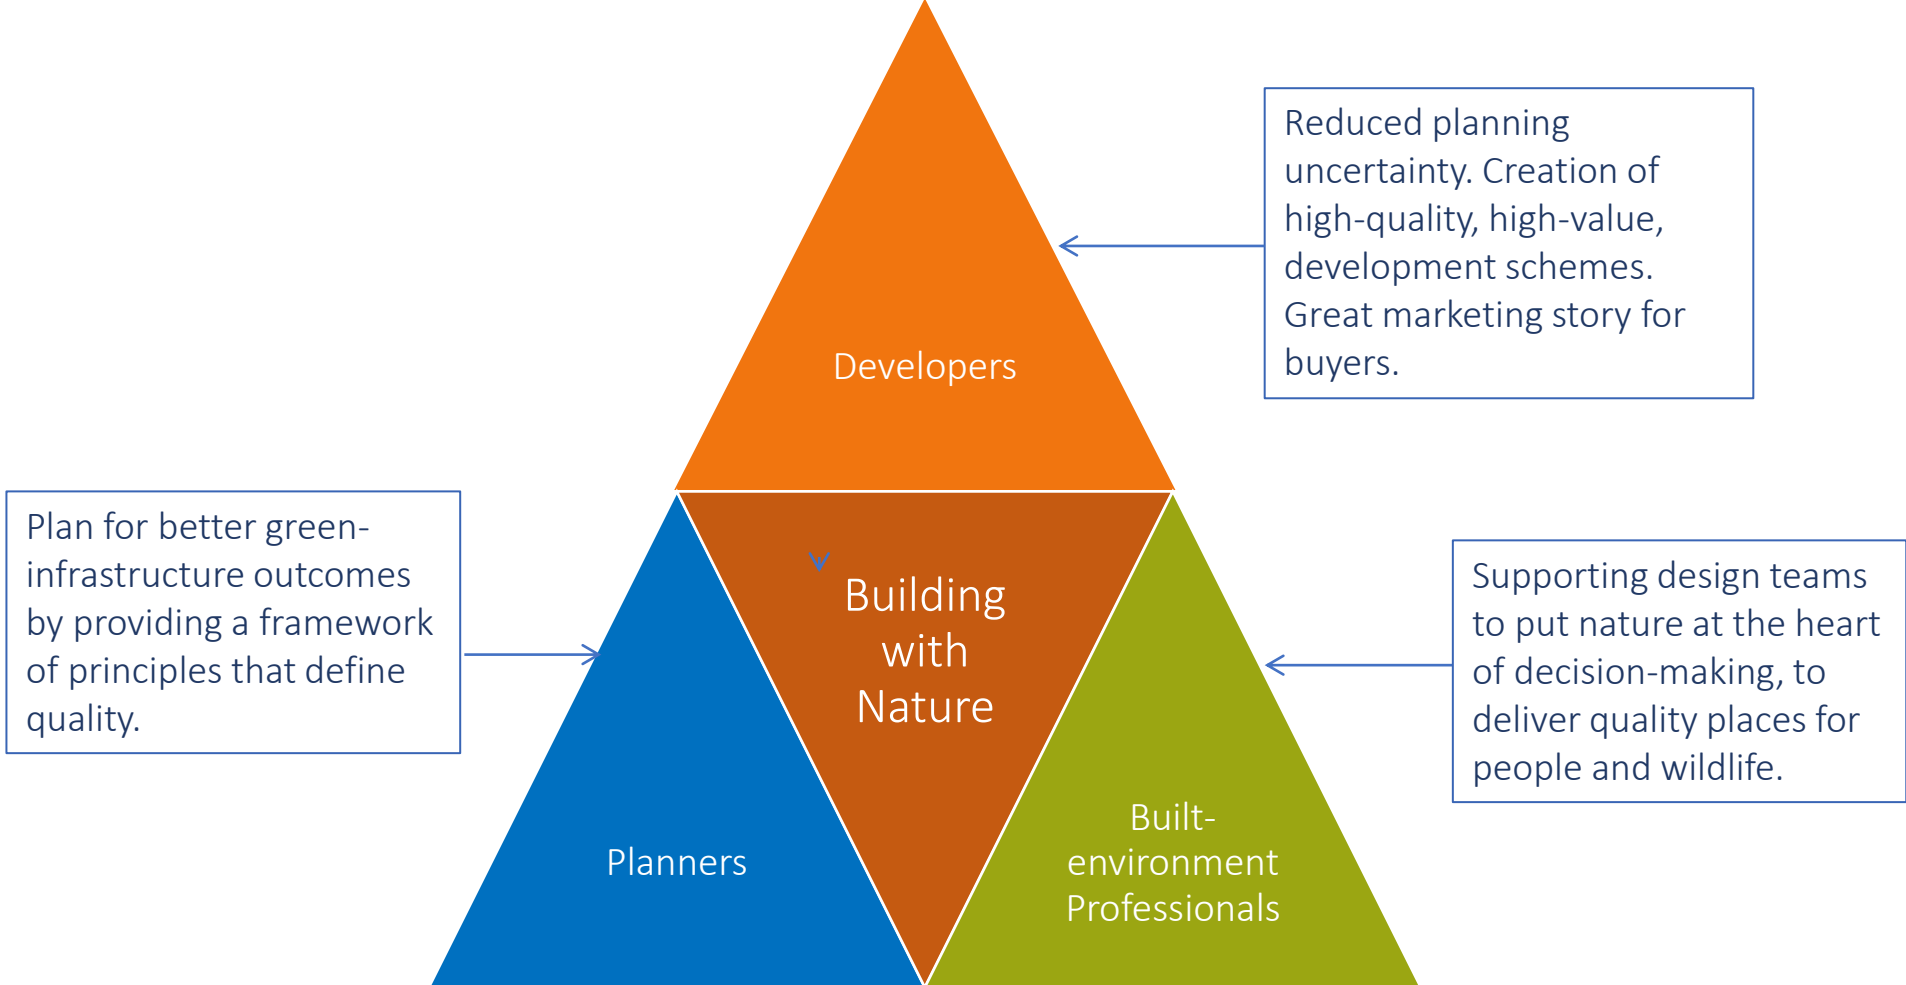 Reduced planning
uncertainty. Creation of
high-quality, high-value,
development schemes.
Great marketing story for
buyers.
Developers
Plan for better green-
infrastructure outcomes
by providing a framework
of principles that define
quality.
Building
with
Nature
Supporting design teams
to put nature at the heart
of decision-making, to
deliver quality places for
people and wildlife.
Planners
Built-
environment
Professionals